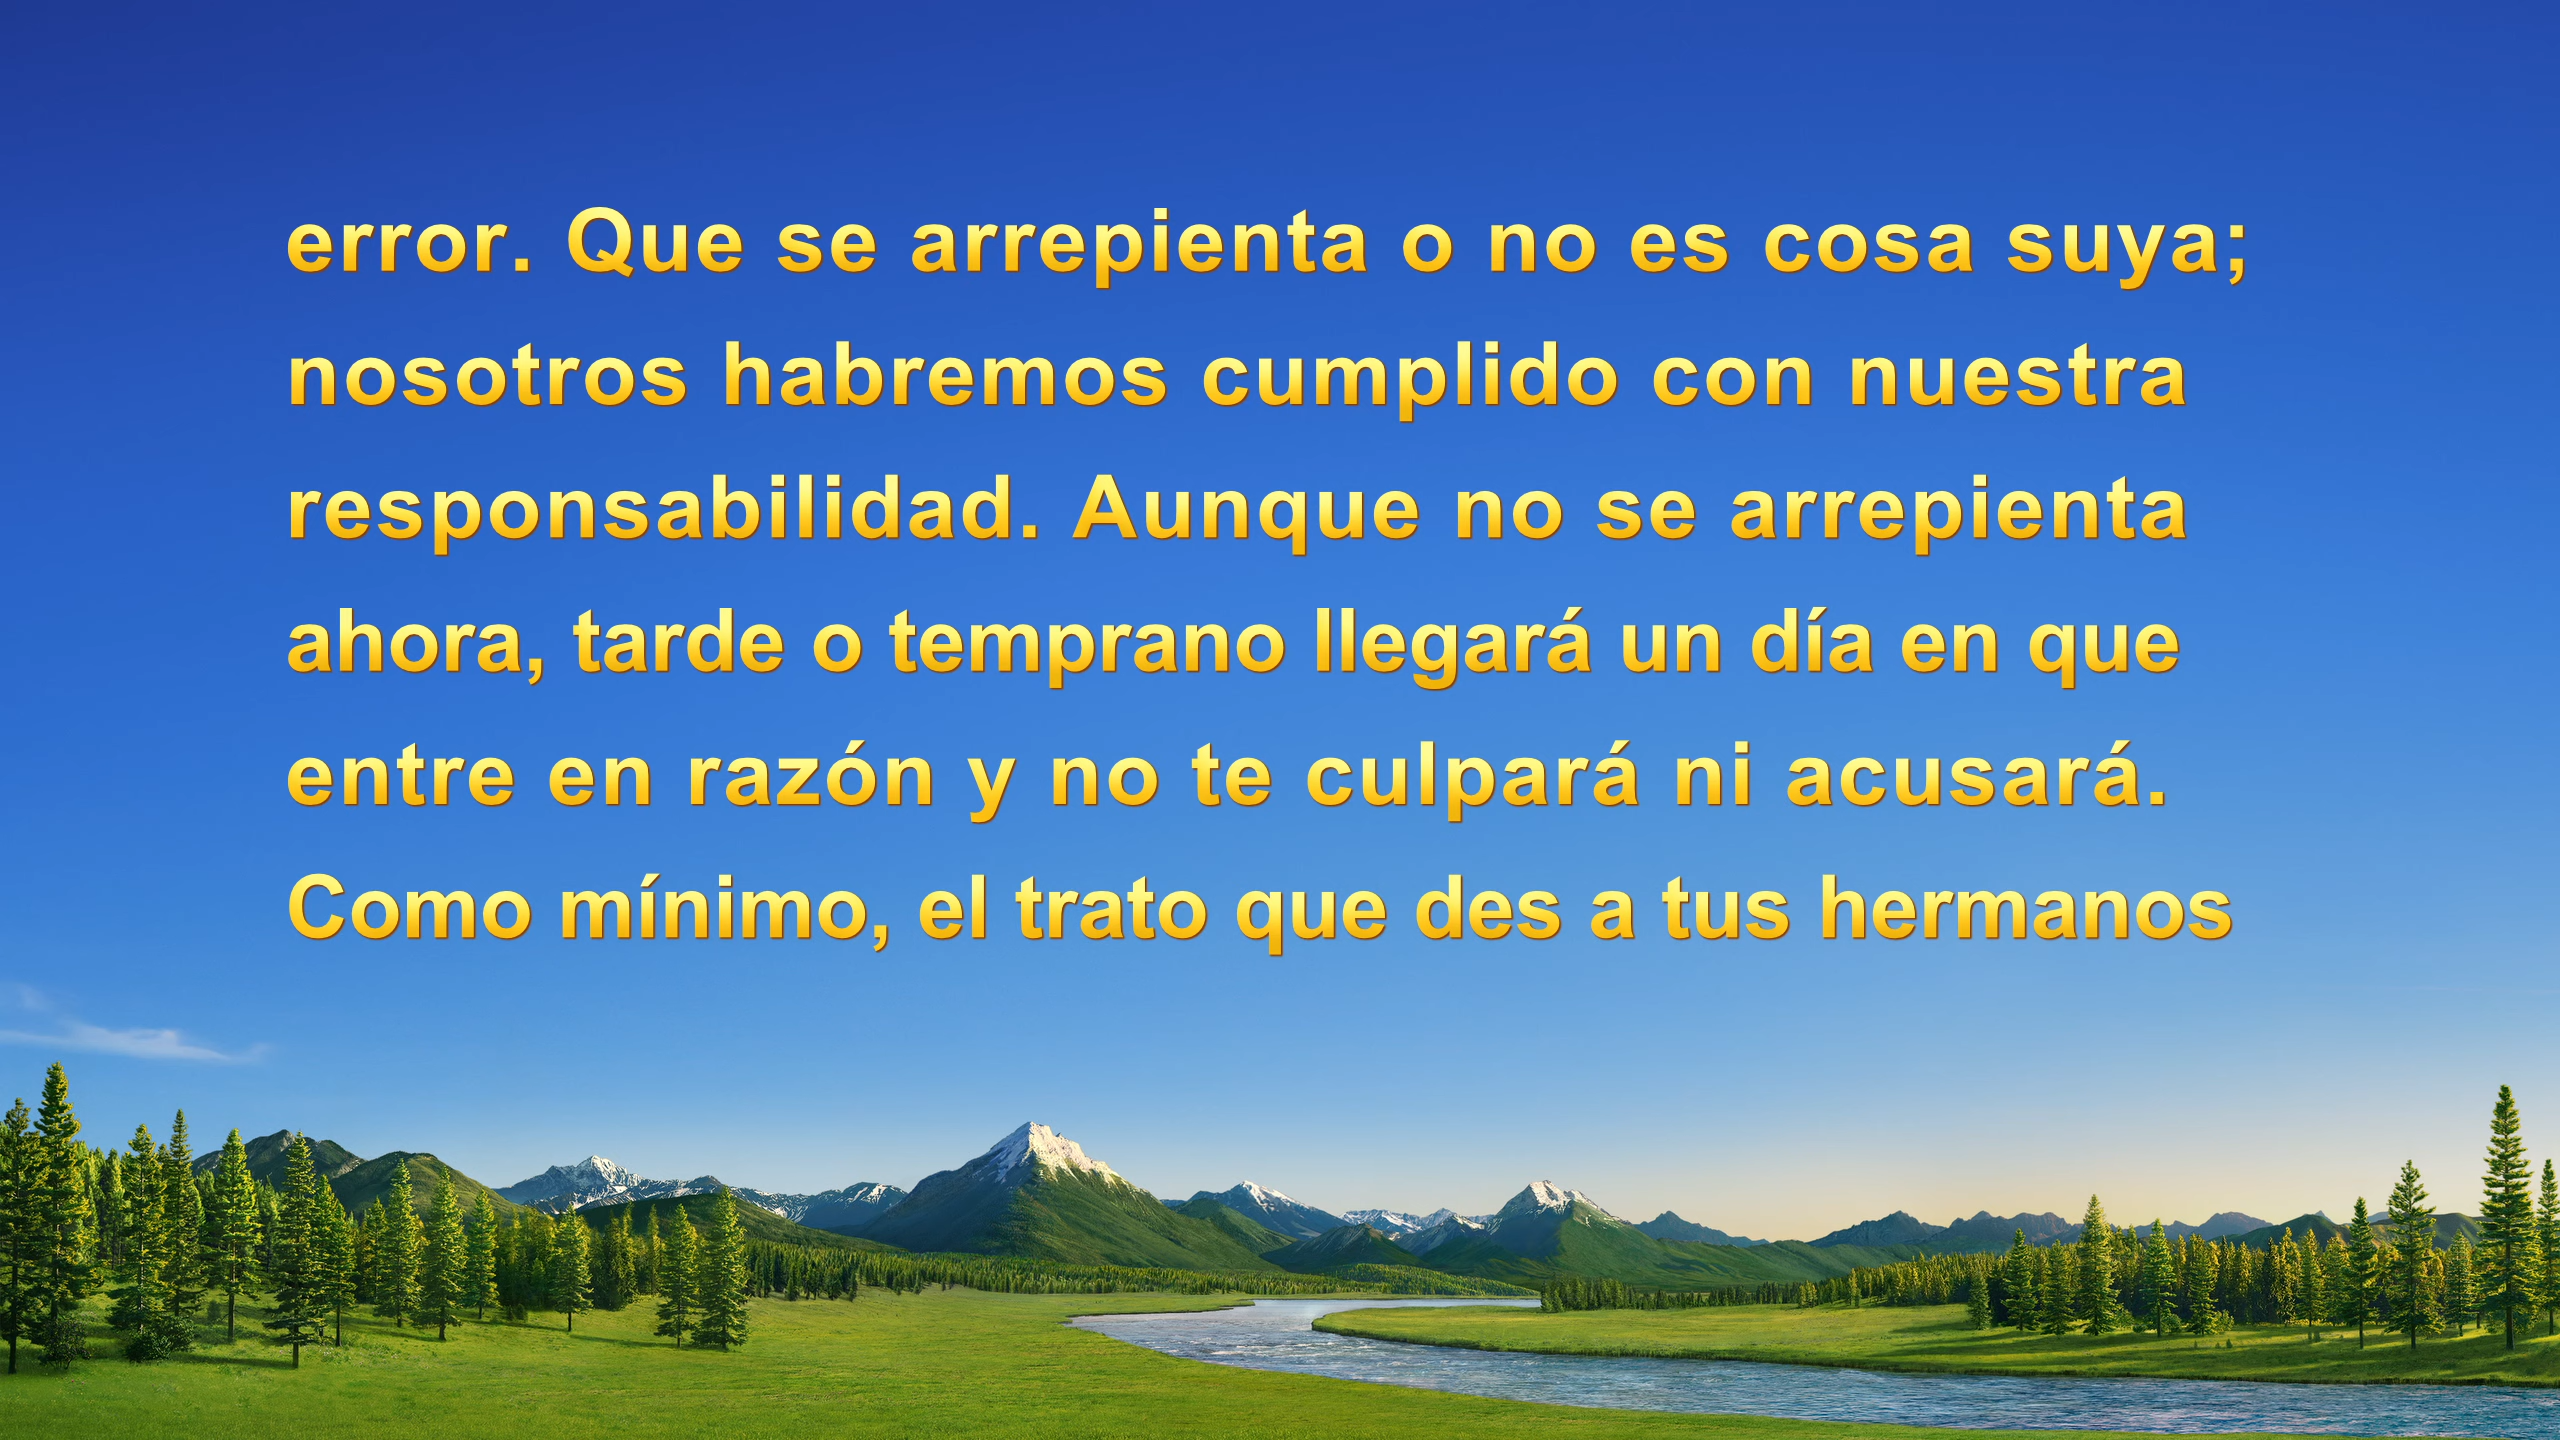 error. Que se arrepienta o no es cosa suya;
nosotros habremos cumplido con nuestra
responsabilidad. Aunque no se arrepienta
ahora, tarde o temprano llegará un día en que
entre en razón y no te culpará ni acusará.
Como mínimo, el trato que des a tus hermanos